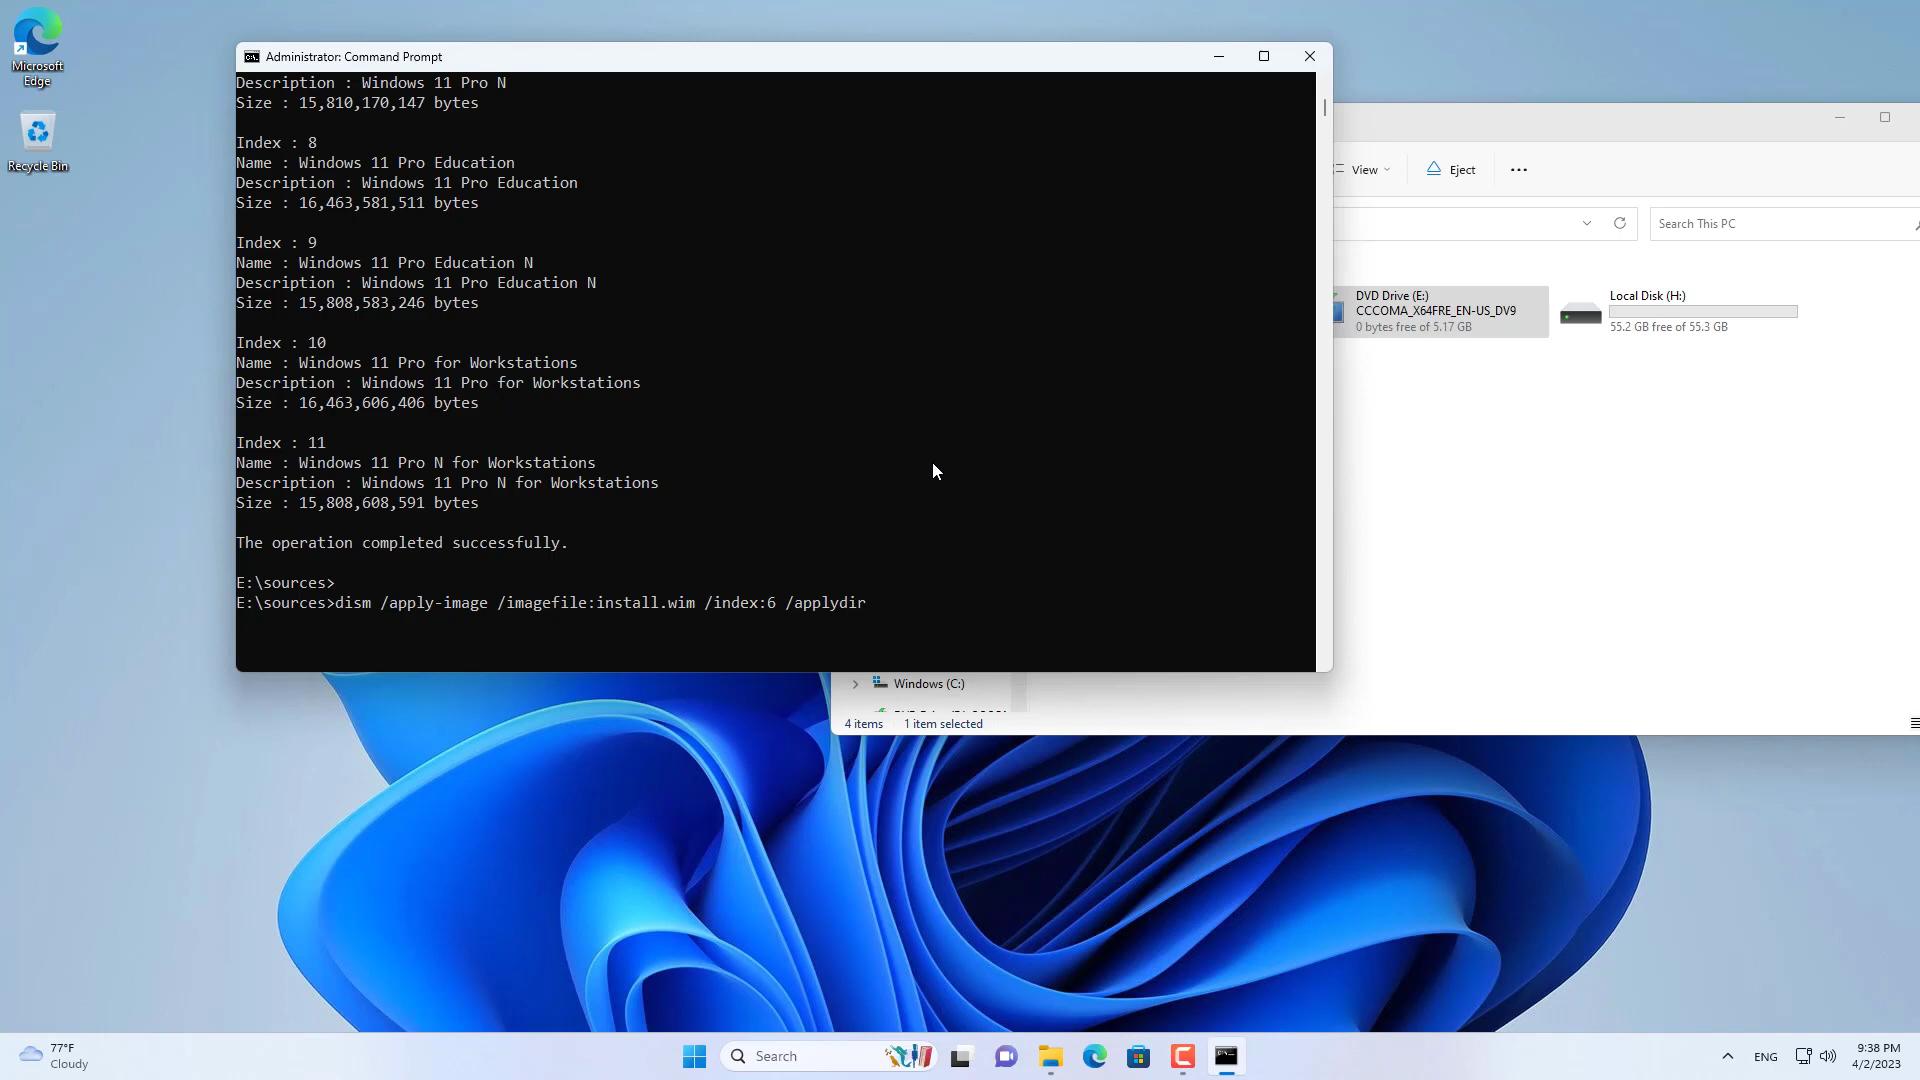 Microsoft
Edge
Recycle Bin
Administrator: Command Prompt
Description : Windows 11 Pro N
Size : 15,810,170,147 bytes
Index : 8
Name : Windows 11 Pro Education
Description : Windows 11 Pro Education
Size : 16,463,581,511 bytes
Index : 9
Name : Windows 11 Pro Education N
Description : Windows 11 Pro Education N
Size : 15,808,583,246 bytes
Index : 10
Name : Windows 11 Pro for Workstations
Description : Windows 11 Pro for Workstations
Size : 16,463,606,406 bytes
Index : 11
Name : Windows 11 Pro N for Workstations
Description : Windows 11 Pro N for Workstations
Size : 15,808,608,591 bytes
The operation completed successfully.
E:\sources>
E:\sources>dism /apply-image /imagefile:install.wim /index:6 /applydir
View
Eject
Search This PC
DVD Drive (E:)
CCCOMA_X64FRE_EN-US_DV9
0 bytes free of 5.17 GB
Local Disk (H:)
55.2 GB free of 55.3 GB
Windows (C:)
4 items
1 item selected
77°F
Cloudy
Search
ENG
9:38 PM
4/2/2023